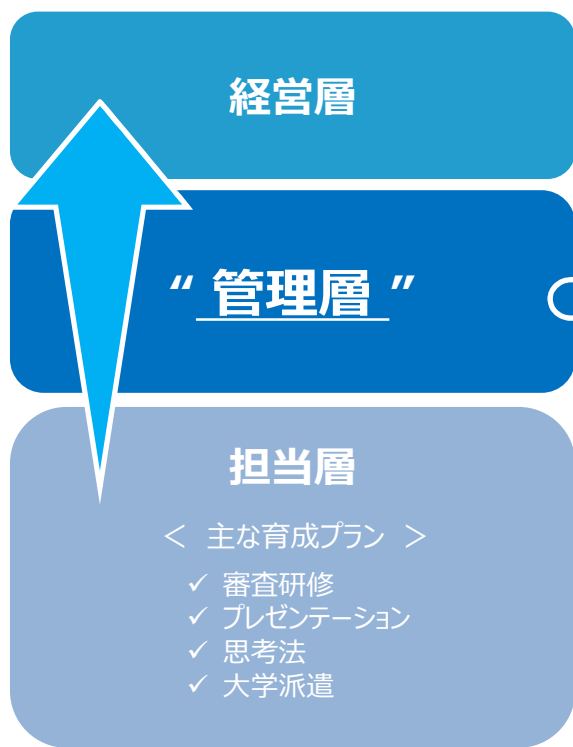 経営層
“ 管理層 ”
担当層
＜ 主な育成プラン ＞
✓ 審査研修
✓ プレゼンテーション
✓ 思考法
✓ 大学派遣